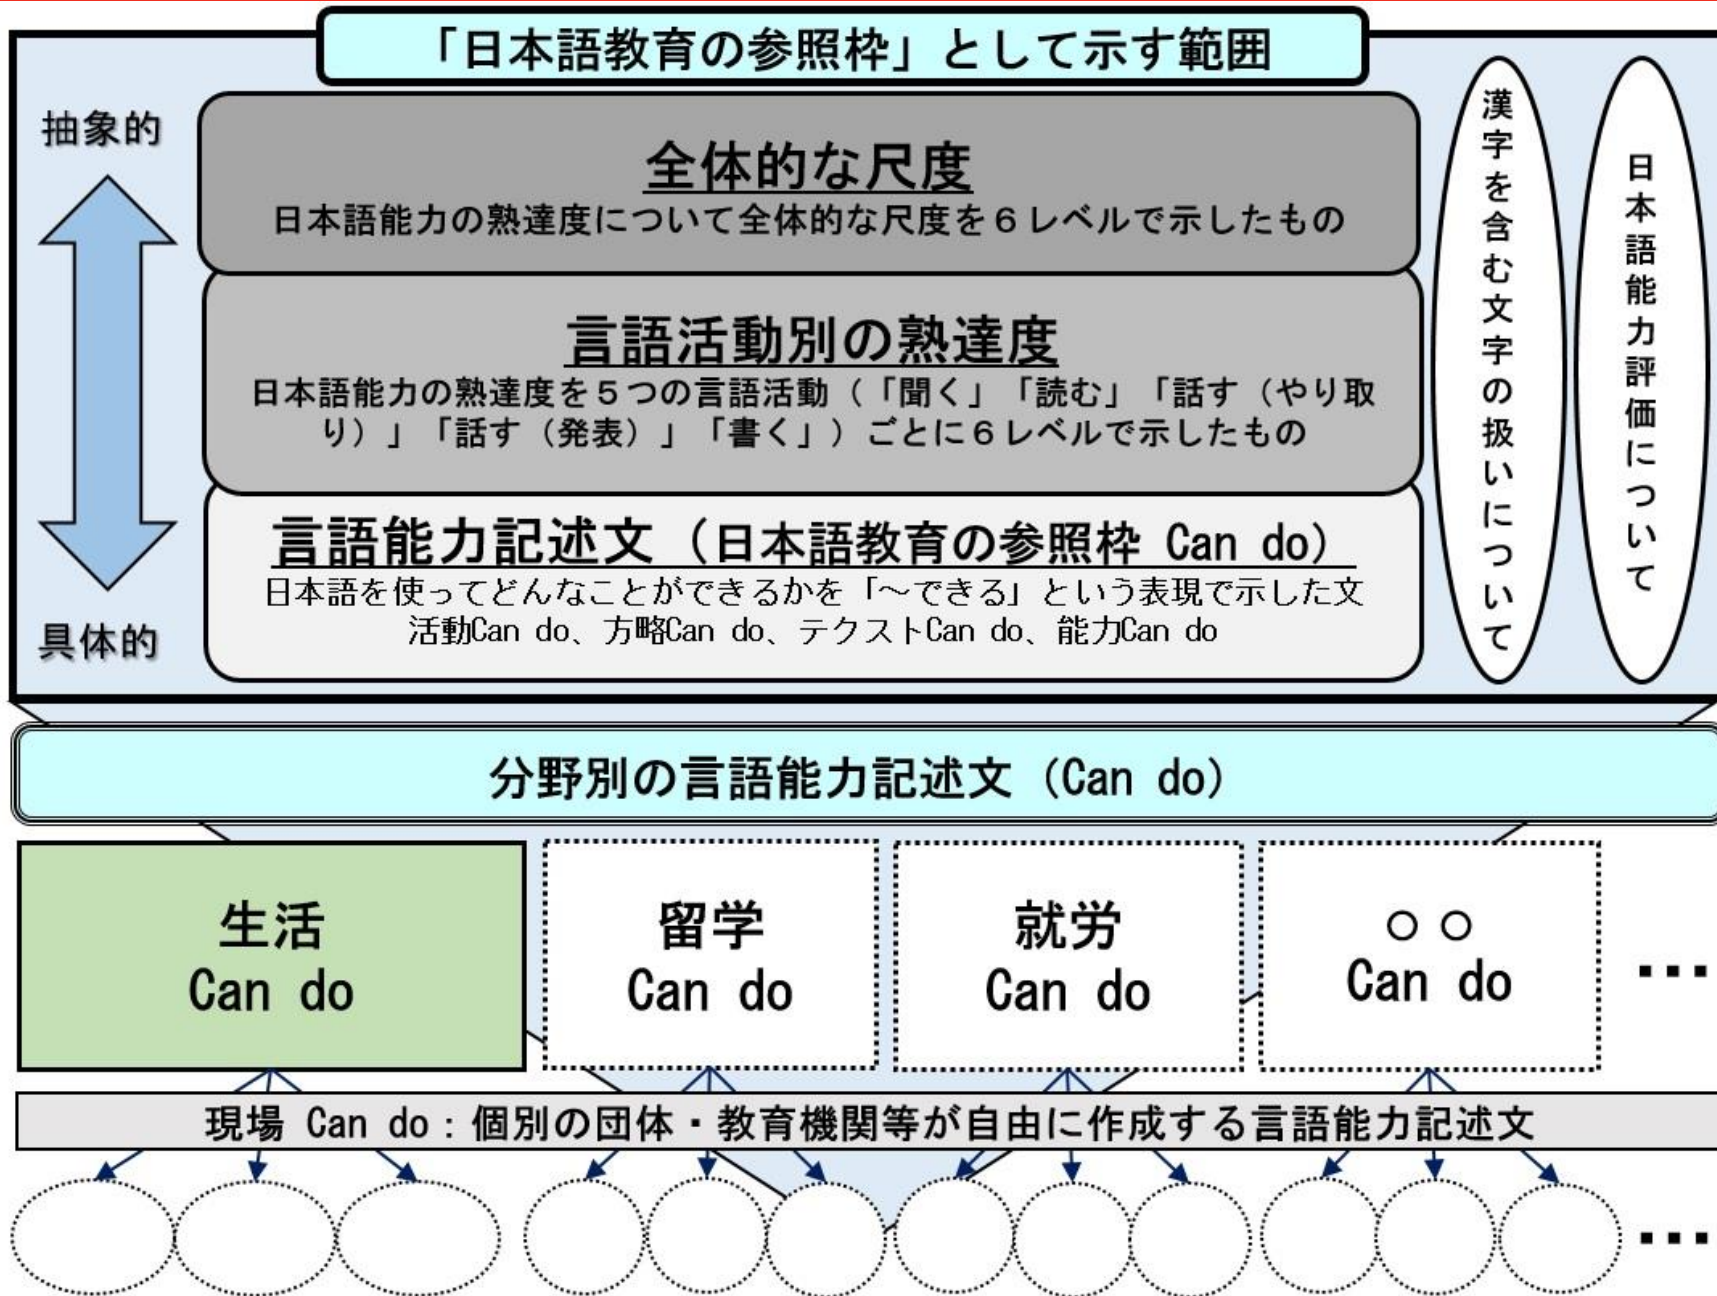 「日本語教育の参照枠」として示す範囲
抽象的
具体的
全体的な尺度
日本語能力の熟達度について全体的な尺度を６レベルで示したもの
言語活動別の熟達度
日本語能力の熟達度を５つの言語活動（「聞く」「読む」「話す（やり取
り）」「話す（発表）」「書く」）ごとに６レベルで示したもの
言語能力記述文（日本語教育の参照枠 Can do）
日本語を使ってどんなことができるかを「～できる」という表現で示した文
活動Can do、方略Can do、テクストCan do、能力Can do
漢字を含む文字の扱いについて
日本語能力評価について
分野別の言語能力記述文（Can do）
生活
Can do
留学
Can do
就労
Can do
○○
Can do
…
現場 Can do：個別の団体・教育機関等が自由に作成する言語能力記述文
…